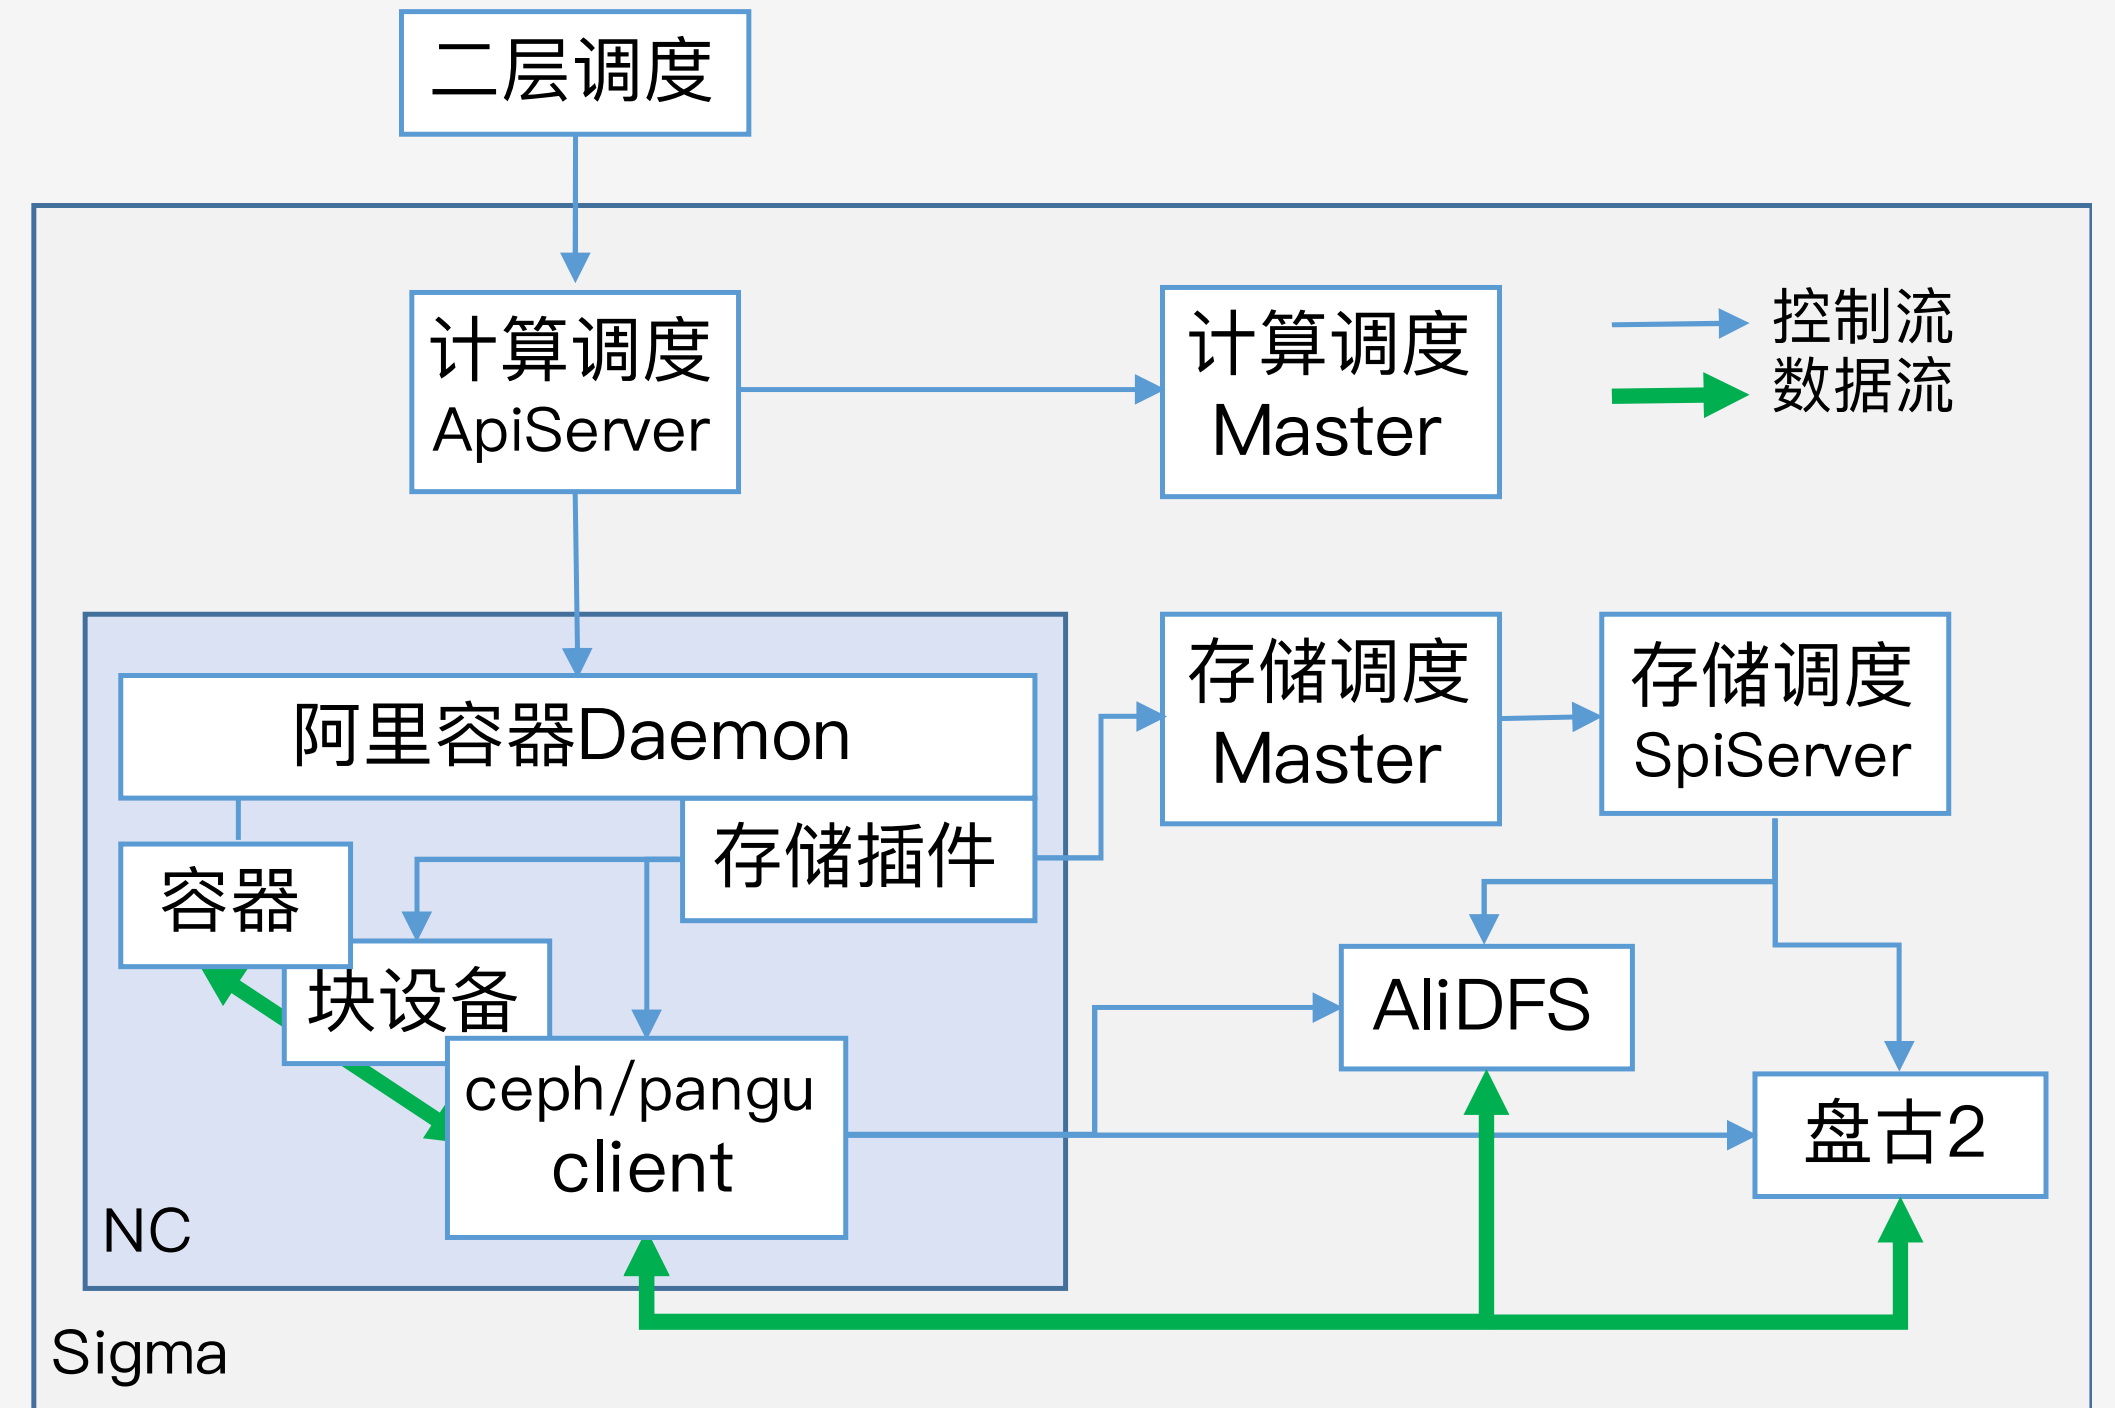 二层调度
计算调度
ApiServer
计算调度
Master
控制流
数据流
阿里容器Daemon
存储调度
Master
存储调度
SpiServer
存储插件
容器
块设备
ceph/pangu
client
AliDFS
盘古2
NC
Sigma